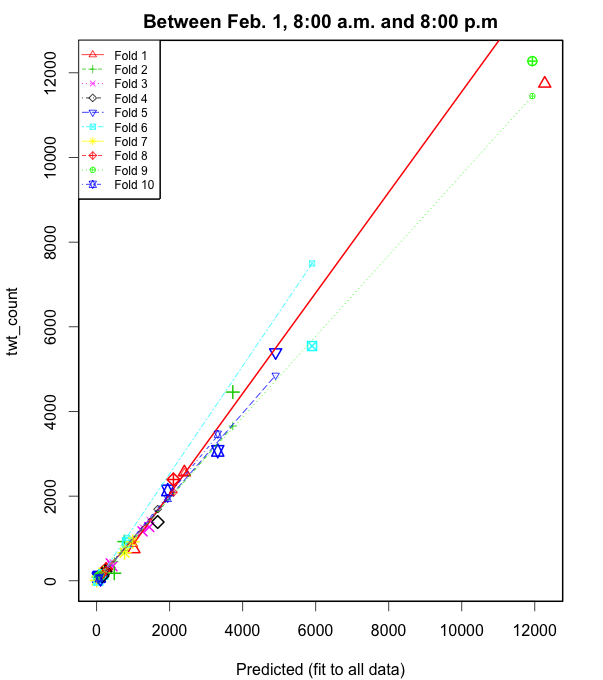 Between Feb. 1, 8:00 a.m. and 8:00 p.m
Fold 1
Fold 2
Fold 3
Fold 4
Fold 5
Fold 6
Fold 7
Fold 8
Fold 9
Fold 10
twt_count
12000
10000
8000
6000
4000
2000
0
0 2000 4000 6000 8000 10000 12000
Predicted (fit to all data)